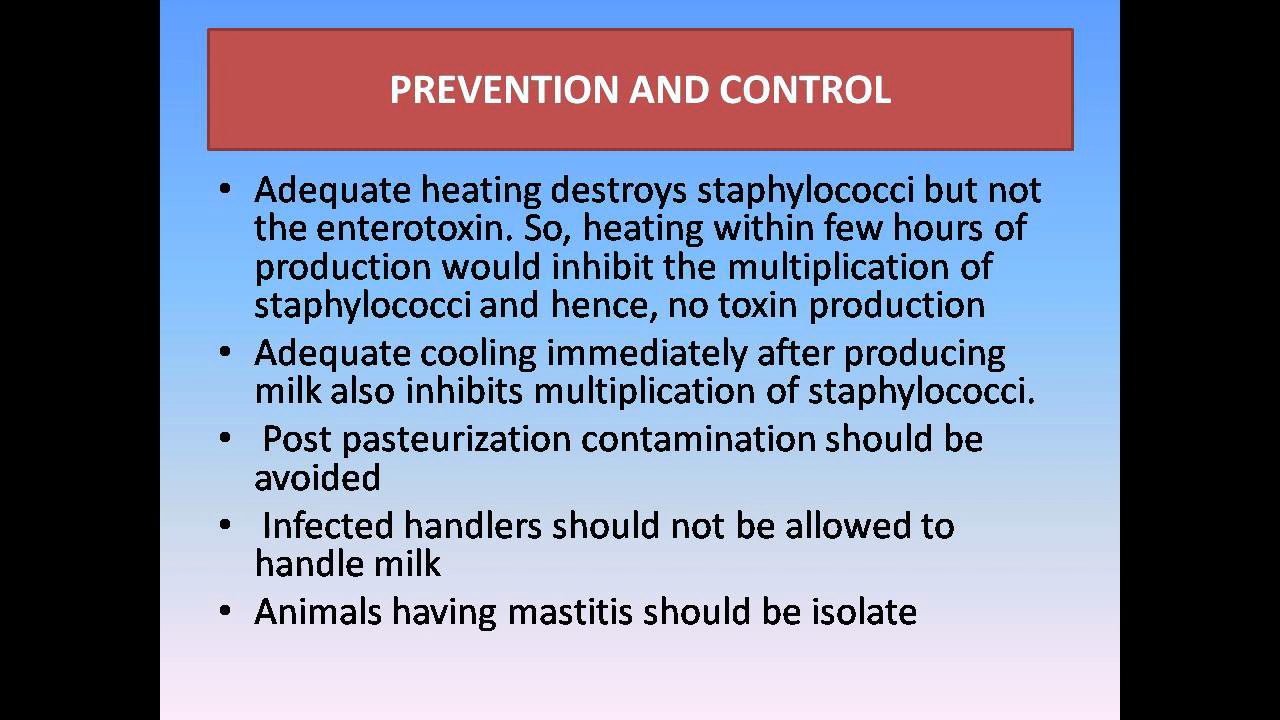 PREVENTION AND CONTROL
• Adequate heating destroys staphylococci but not
the enterotoxin. So, heating within few hours of
production would inhibit the multiplication of
staphylococci and hence, no toxin production
• Adequate cooling immediately after producing
milk also inhibits multiplication of staphylococci.
• Post pasteurization contamination should be
avoided
• Infected handlers should not be allowed to
handle milk
• Animals having mastitis should be isolate